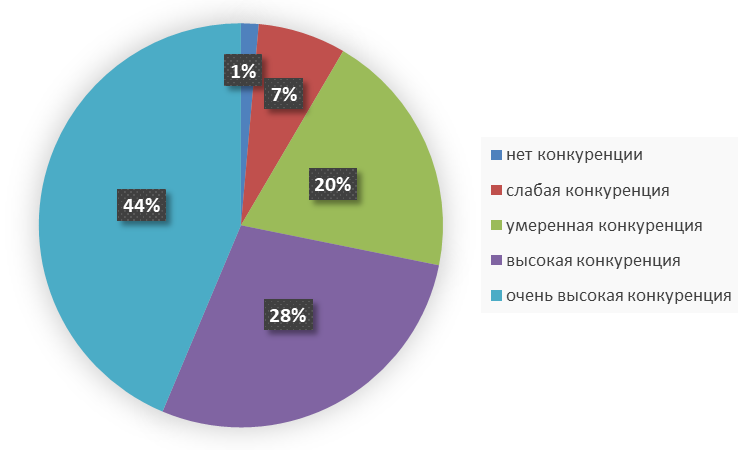 1%
7%
20%
28%
44%
нет конкуренции
слабая конкуренция
умеренная конкуренция
высокая конкуренция
очень высокая конкуренция